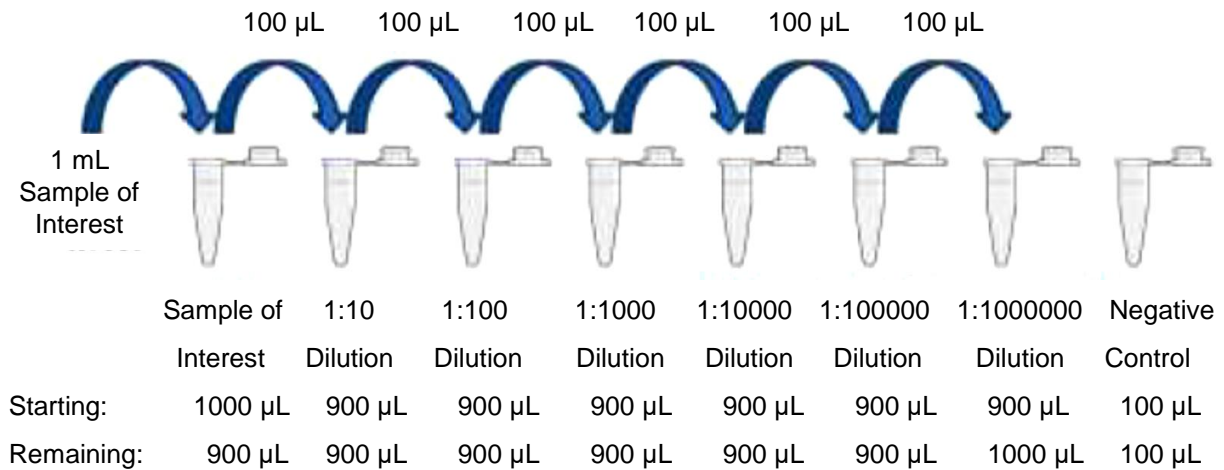 100 µL 100 µL 100 µL 100 µL 100 µL 100 µL
1 mL
Sample of
Interest
Sample of 1:10 1:100 1:1000 1:10000 1:100000 1:1000000 Negative
Interest Dilution Dilution Dilution Dilution Dilution Dilution Control
Starting: 1000 µL 900 µL 900 µL 900 µL 900 µL 900 µL 900 µL 100 µL
Remaining: 900 µL 900 µL 900 µL 900 µL 900 µL 900 µL 1000 µL 100 µL